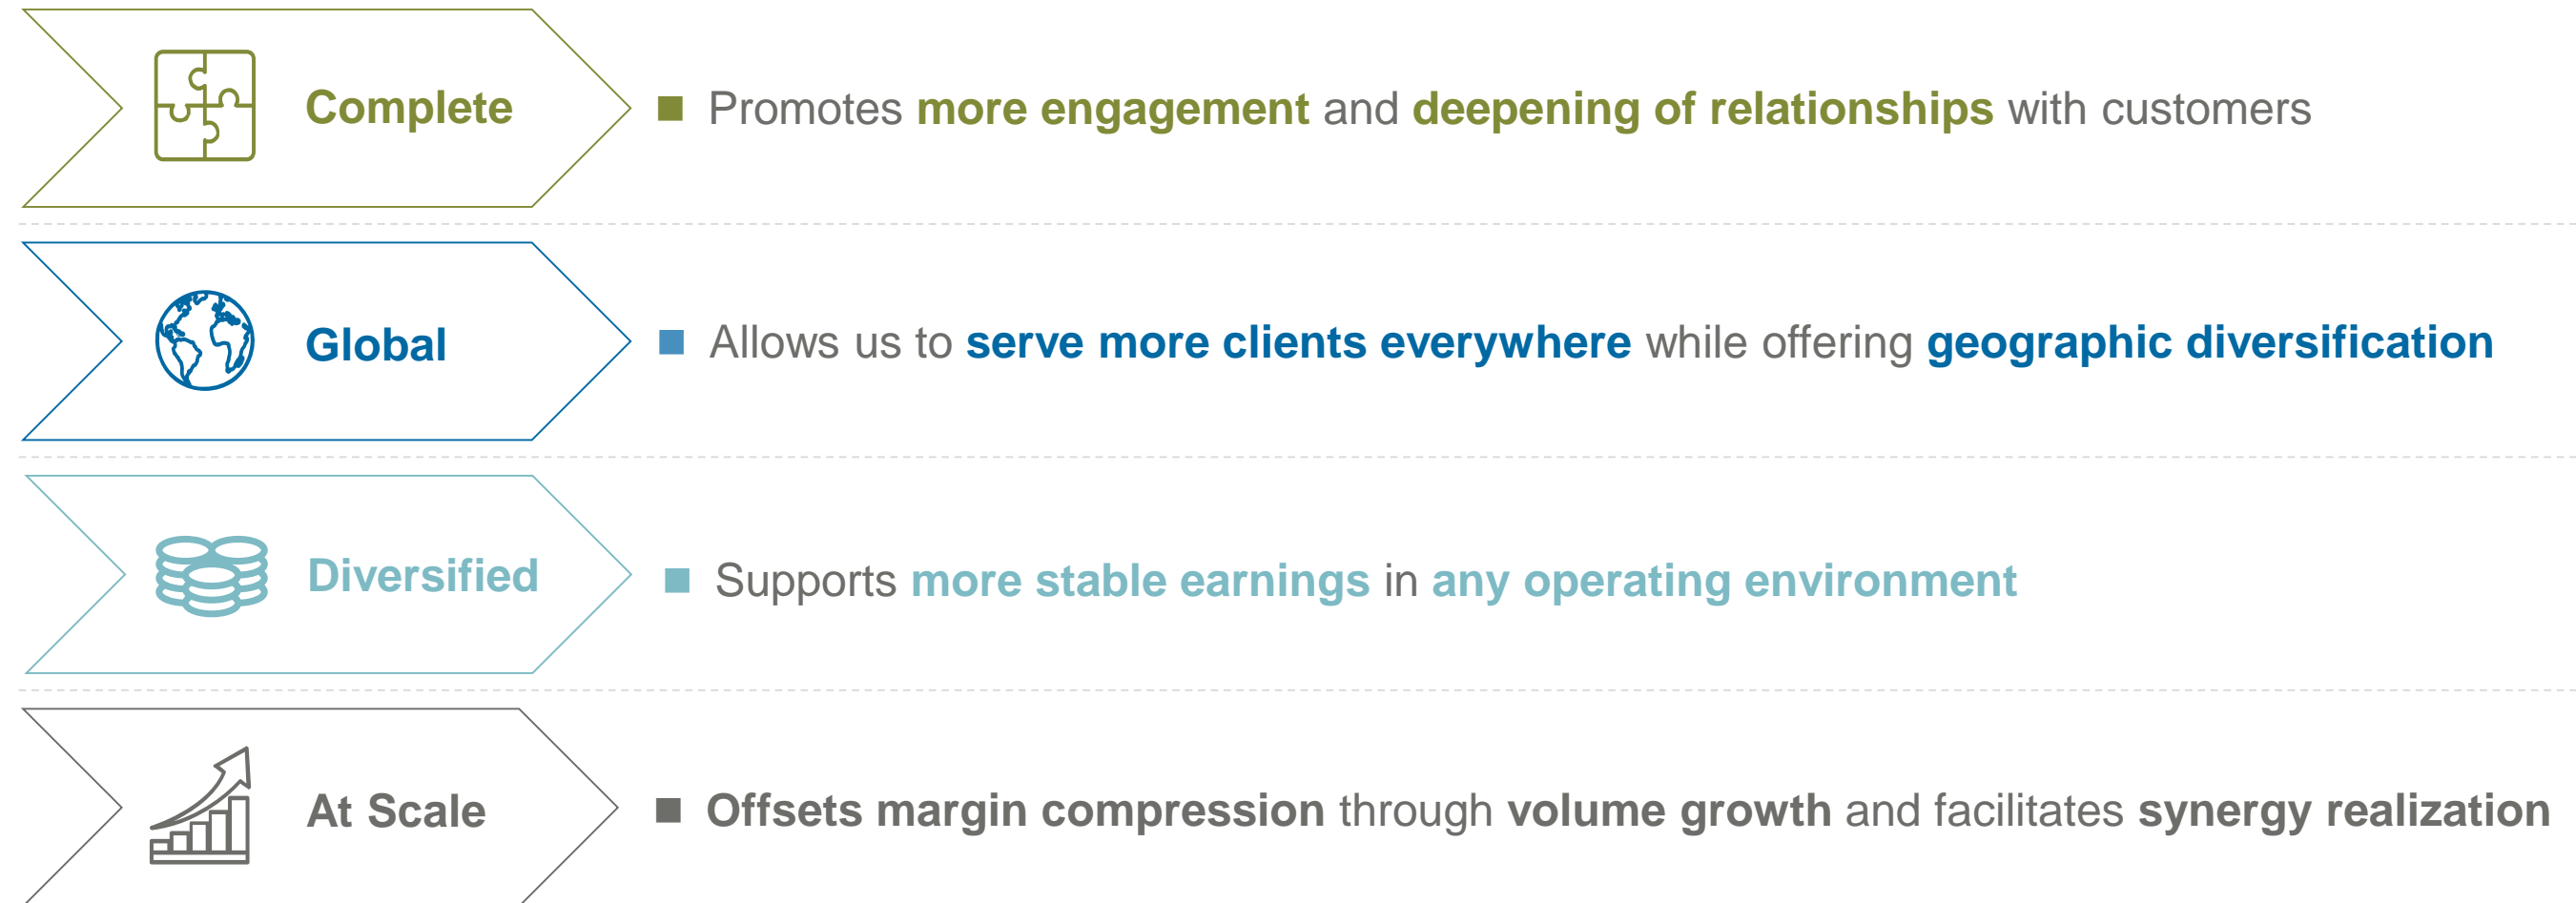 Complete
■ Promotes more engagement and deepening of relationships with customers
Global
■ Allows us to serve more clients everywhere while offering geographic diversification
Diversified
■ Supports more stable earnings in any operating environment
At Scale
■ Offsets margin compression through volume growth and facilitates synergy realization